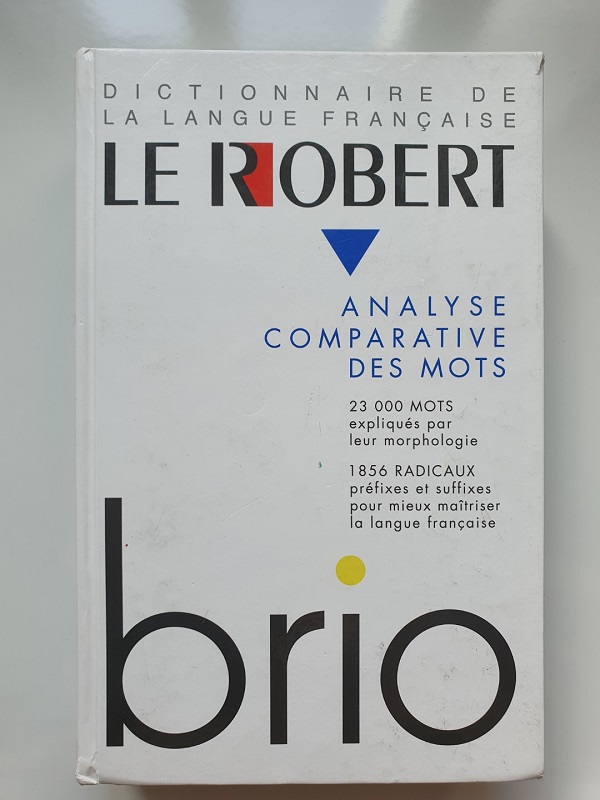 DICTIONNAIRE DE
LA LANGUE FRANÇAISE
LE ROBERT
ANALYSE
COMPARATIVE
DES MOTS
23 000 MOTS
expliqués par
leur morphologie
1856 RADICAUX
préfixes et suffixes
pour mieux maîtriser
la langue française
brio